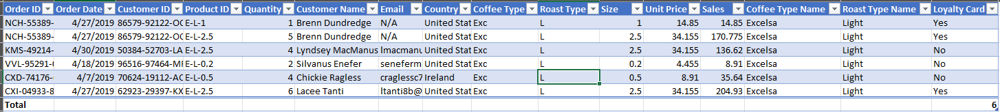 Order ID Order Date Customer ID Product ID Quantity Customer Name Email Country Coffee Type Roast Type Size Unit Price Sales Coffee Type Name Roast Type Name Loyalty Card
NCH-55389- 4/27/2019 86579-92122-OC E-L-1 1 Brenn Dundredge N/A United Stat Exc L 1 14.85 14.85 Excelsa Light Yes
NCH-55389- 4/27/2019 86579-92122-OC E-L-2.5 5 Brenn Dundredge N/A United Stat Exc L 2.5 34.155 170.775 Excelsa Light Yes
KMS-49214- 4/30/2019 50384-52703-LA E-L-2.5 4 Lyndsey MacManus lmacmanu United Stat Exc L 2.5 34.155 136.62 Excelsa Light No
VVL-95291- 4/18/2019 96516-97464-MF E-L-0.2 2 Silvanus Enefer seneferm United Stat Exc L 0.2 4.455 8.91 Excelsa Light No
CXD-74176- 4/7/2019 70624-19112-AC E-L-0.5 4 Chickie Ragless craglessc7 Ireland Exc L 0.5 8.91 35.64 Excelsa Light No
CXI-04933-8 4/27/2019 62923-29397-KX E-L-2.5 6 Lacee Tanti ltanti8b@ United Stat Exc L 2.5 34.155 204.93 Excelsa Light Yes
Total 6